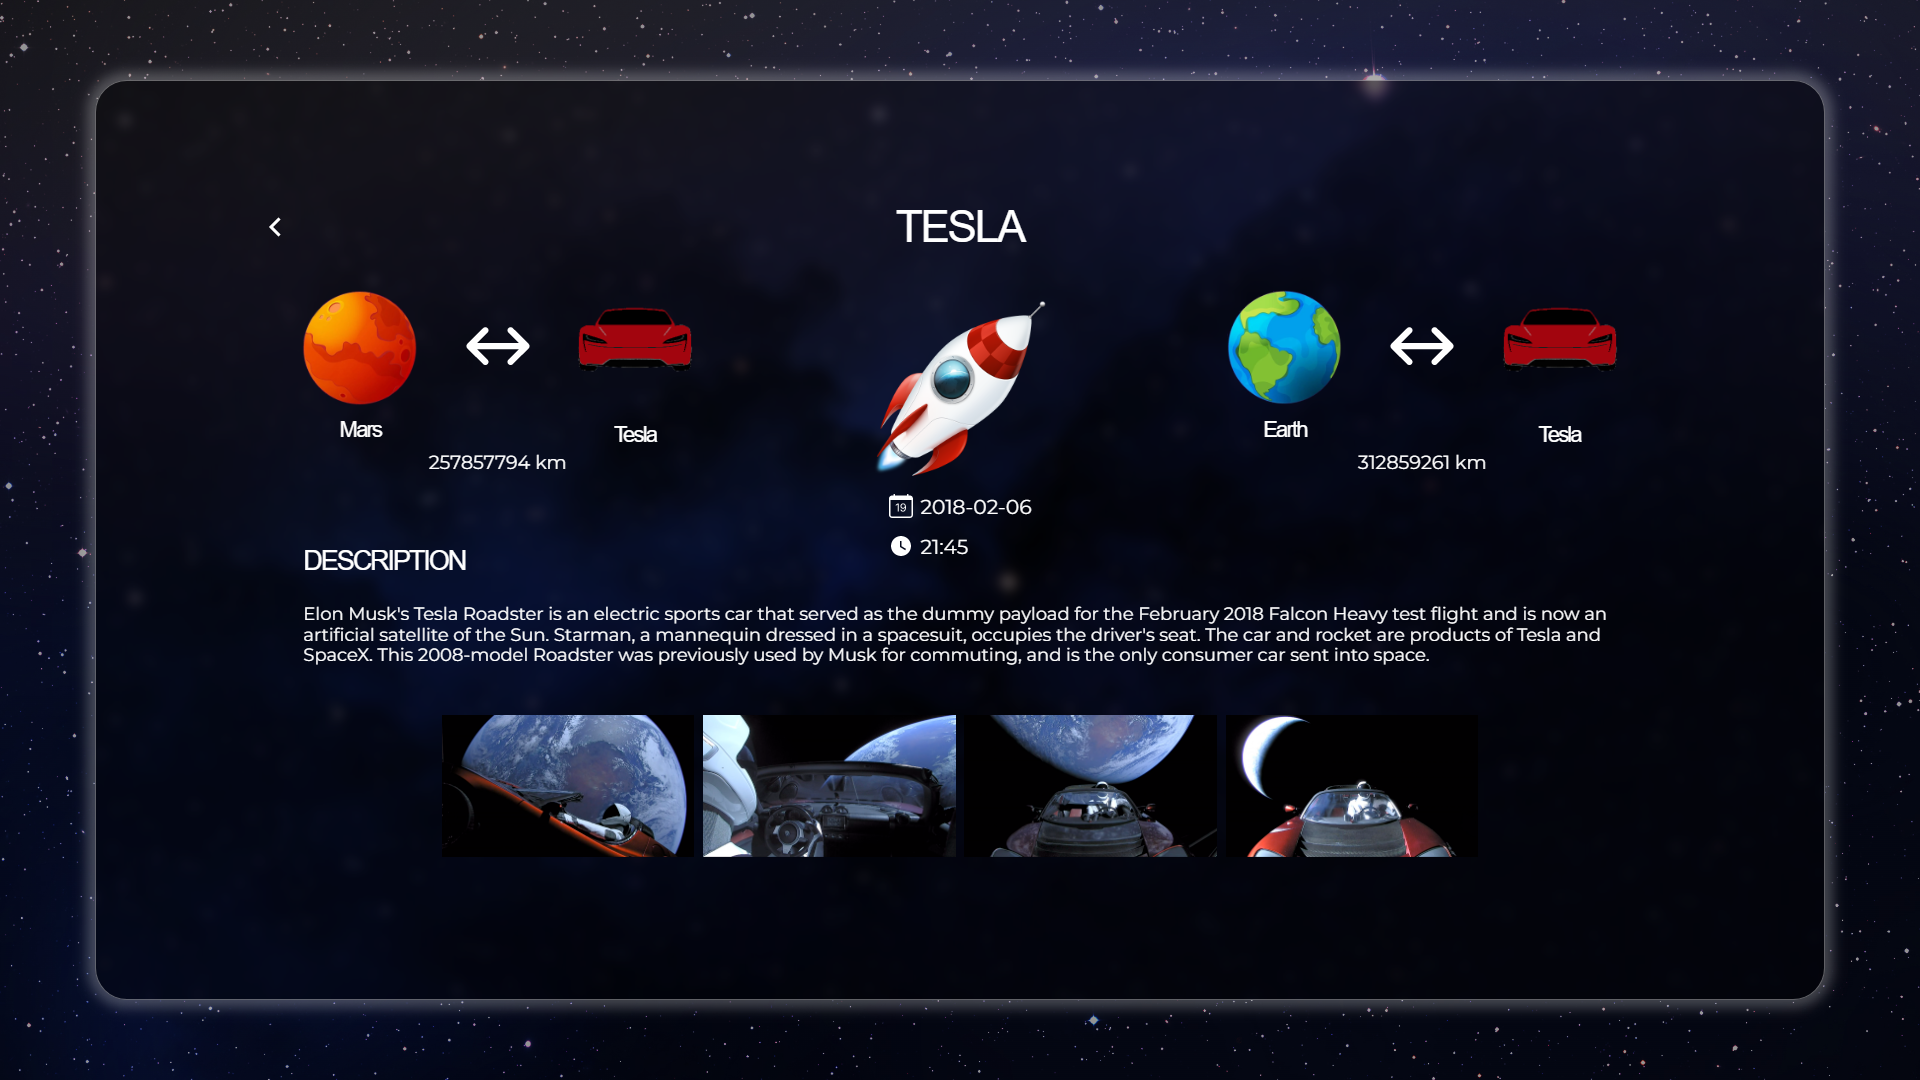 TESLA
Mars
Tesla
257857794 km
Earth
Tesla
312859261 km
19 2018-02-06
21:45
DESCRIPTION
Elon Musk's Tesla Roadster is an electric sports car that served as the dummy payload for the February 2018 Falcon Heavy test flight and is now an
artificial satellite of the Sun. Starman, a mannequin dressed in a spacesuit, occupies the driver's seat. The car and rocket are products of Tesla and
SpaceX. This 2008-model Roadster was previously used by Musk for commuting, and is the only consumer car sent into space.